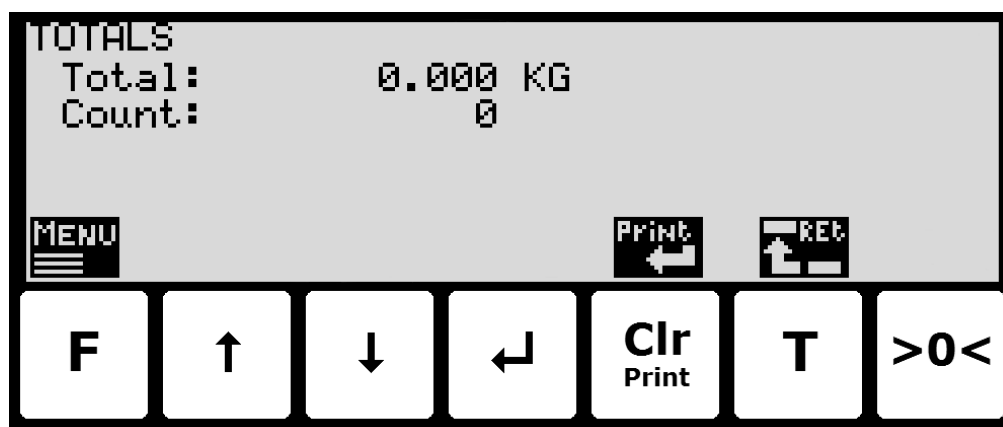 TOTALS
Total: 0.000 KG
Count: 0
MENU Print REt
F ↑ ↓ ↵ Clr T >0<
Print